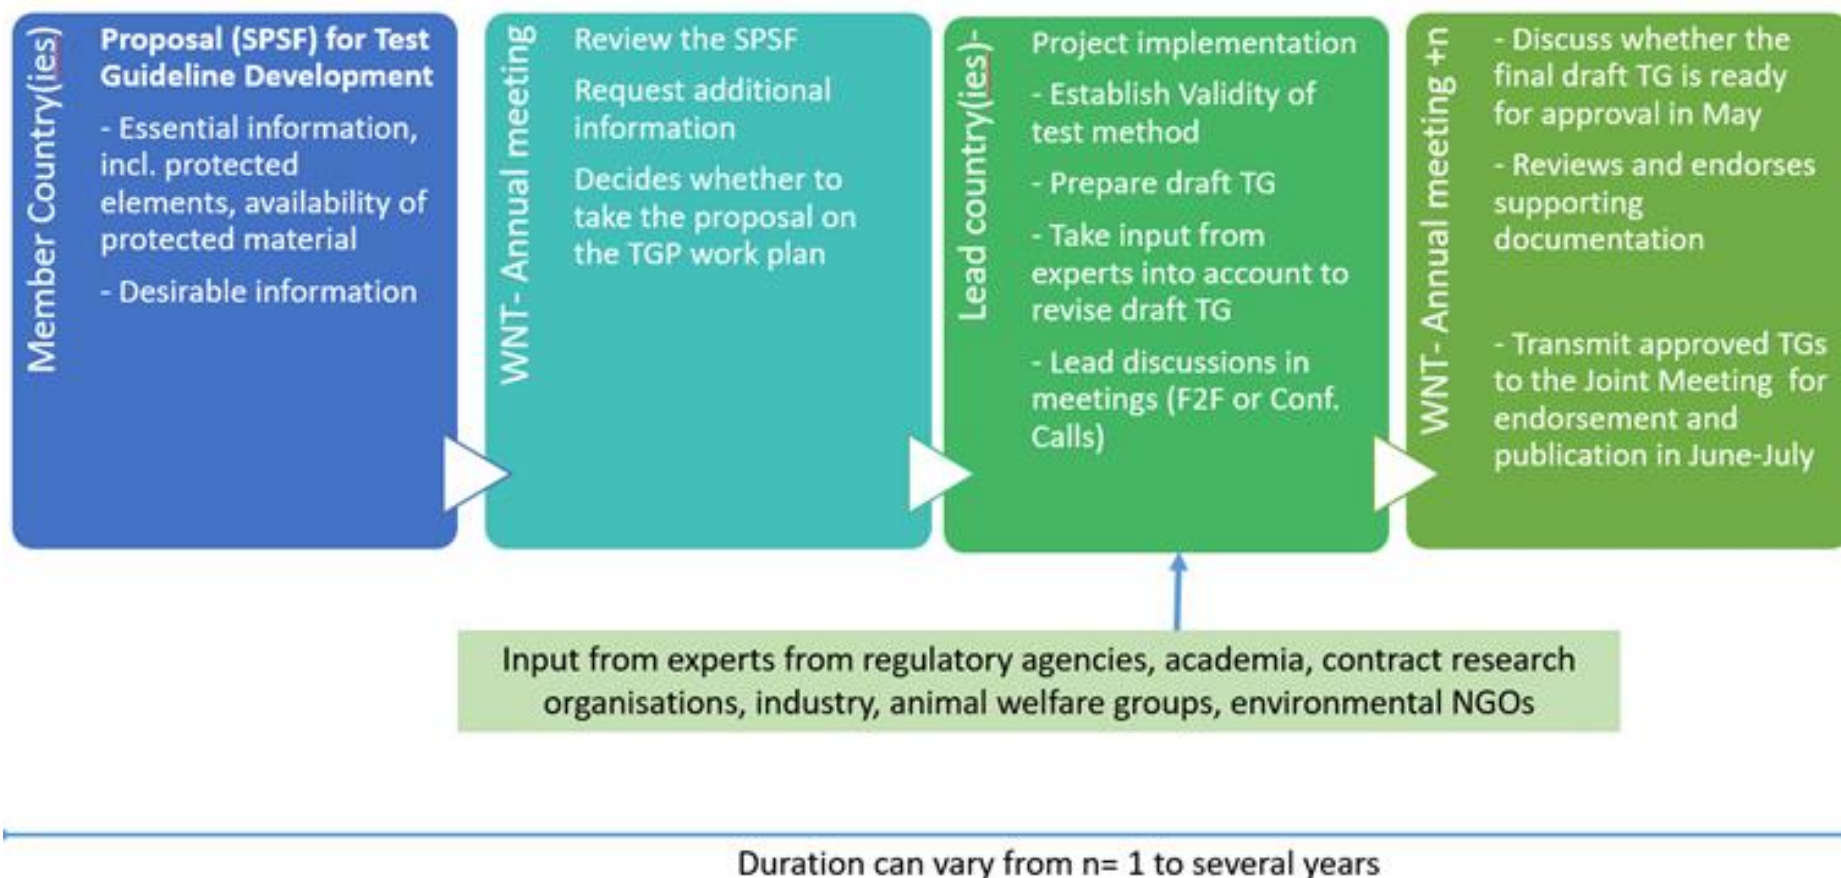 Member Country(ies)
Proposal (SPSF) for Test
Guideline Development
- Essential information,
incl. protected
elements, availability of
protected material
- Desirable information
WNT- Annual meeting
Review the SPSF
Request additional
information
Decides whether to
take the proposal on
the TGP work plan
Lead country(ies)-
Project implementation
- Establish Validity of
test method
- Prepare draft TG
- Take input from
experts into account to
revise draft TG
- Lead discussions in
meetings (F2F or Conf.
Calls)
WNT- Annual meeting +n
- Discuss whether the
final draft TG is ready
for approval in May
- Reviews and endorses
supporting
documentation
- Transmit approved TGs
to the Joint Meeting for
endorsement and
publication in June-July
Input from experts from regulatory agencies, academia, contract research
organisations, industry, animal welfare groups, environmental NGOs
Duration can vary from n= 1 to several years